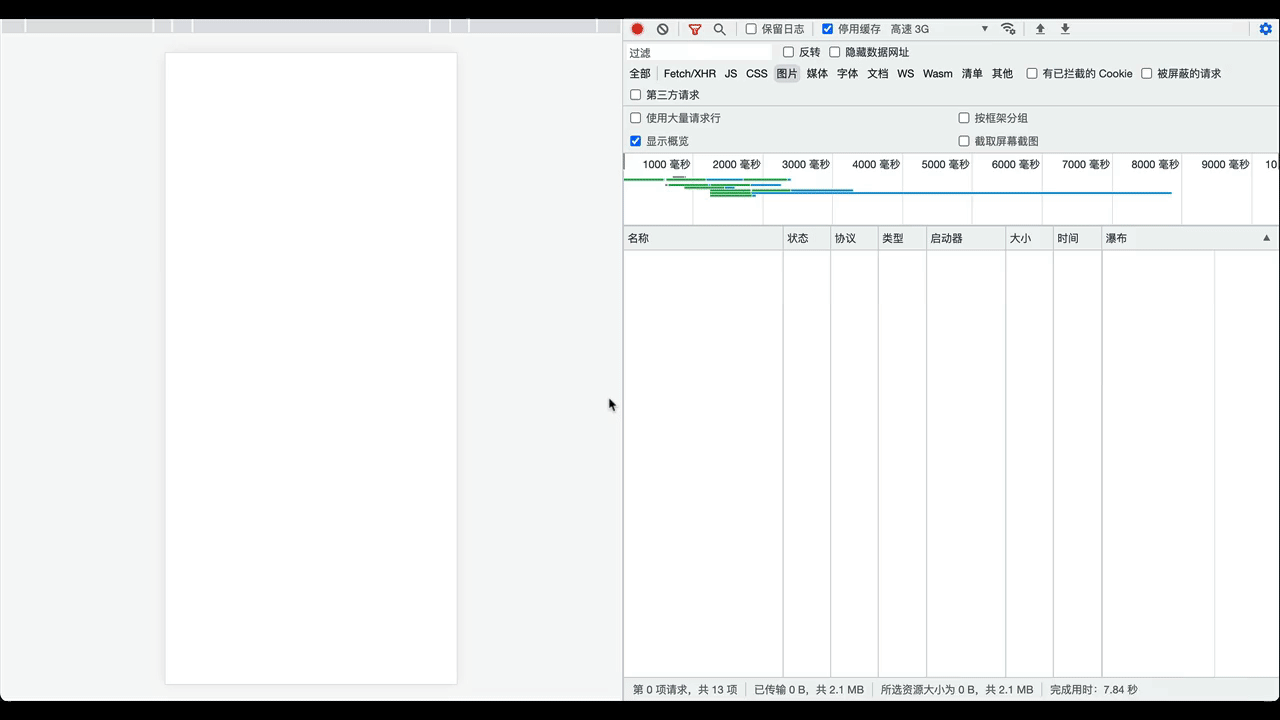 保留日志 停用缓存 高速 3G
过滤 反转 隐藏数据网址
全部 Fetch/XHR JS CSS 图片 媒体 字体 文档 WS Wasm 清单 其他 有已拦截的 Cookie 被屏蔽的请求
第三方请求
使用大量请求行 按框架分组
显示概览 截取屏幕截图
1000 毫秒 2000 毫秒 3000 毫秒 4000 毫秒 5000 毫秒 6000 毫秒 7000 毫秒 8000 毫秒 9000 毫秒 10
名称 状态 协议 类型 启动器 大小 时间 瀑布
第 0 项请求，共 13 项 已传输 0 B，共 2.1 MB 所选资源大小为 0 B，共 2.1 MB 完成用时：7.84 秒